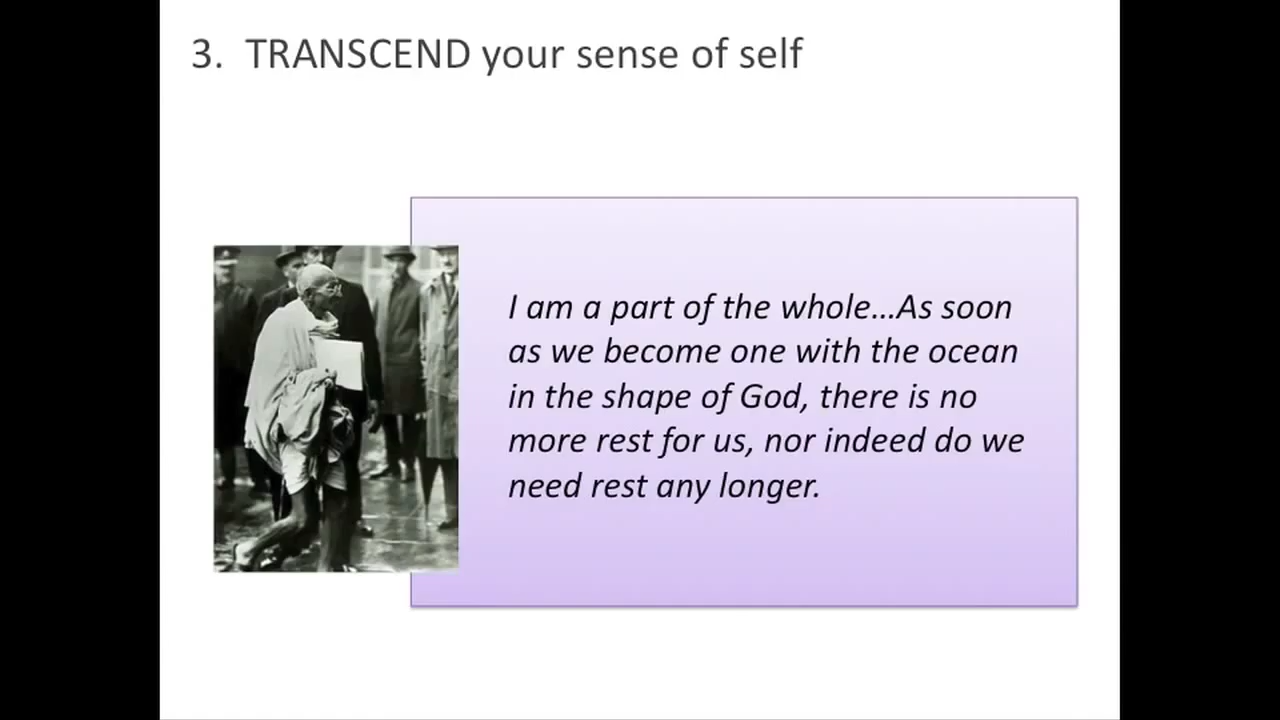 3. TRANSCEND your sense of self
I am a part of the whole...As soon
as we become one with the ocean
in the shape of God, there is no
more rest for us, nor indeed do we
need rest any longer.